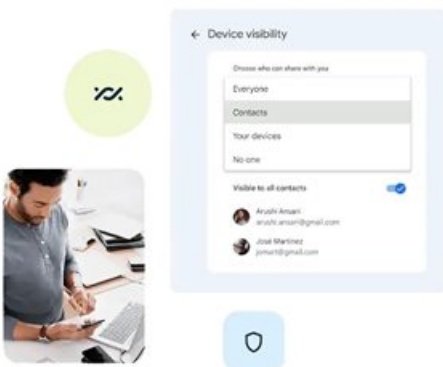 Device visibility
Choose who can share with you
Everyone
Contacts
Your devices
No one
Visible to all contacts
Arushi Ansari
arushi.ansari@gmail.com
José Martinez
jomart@gmail.com